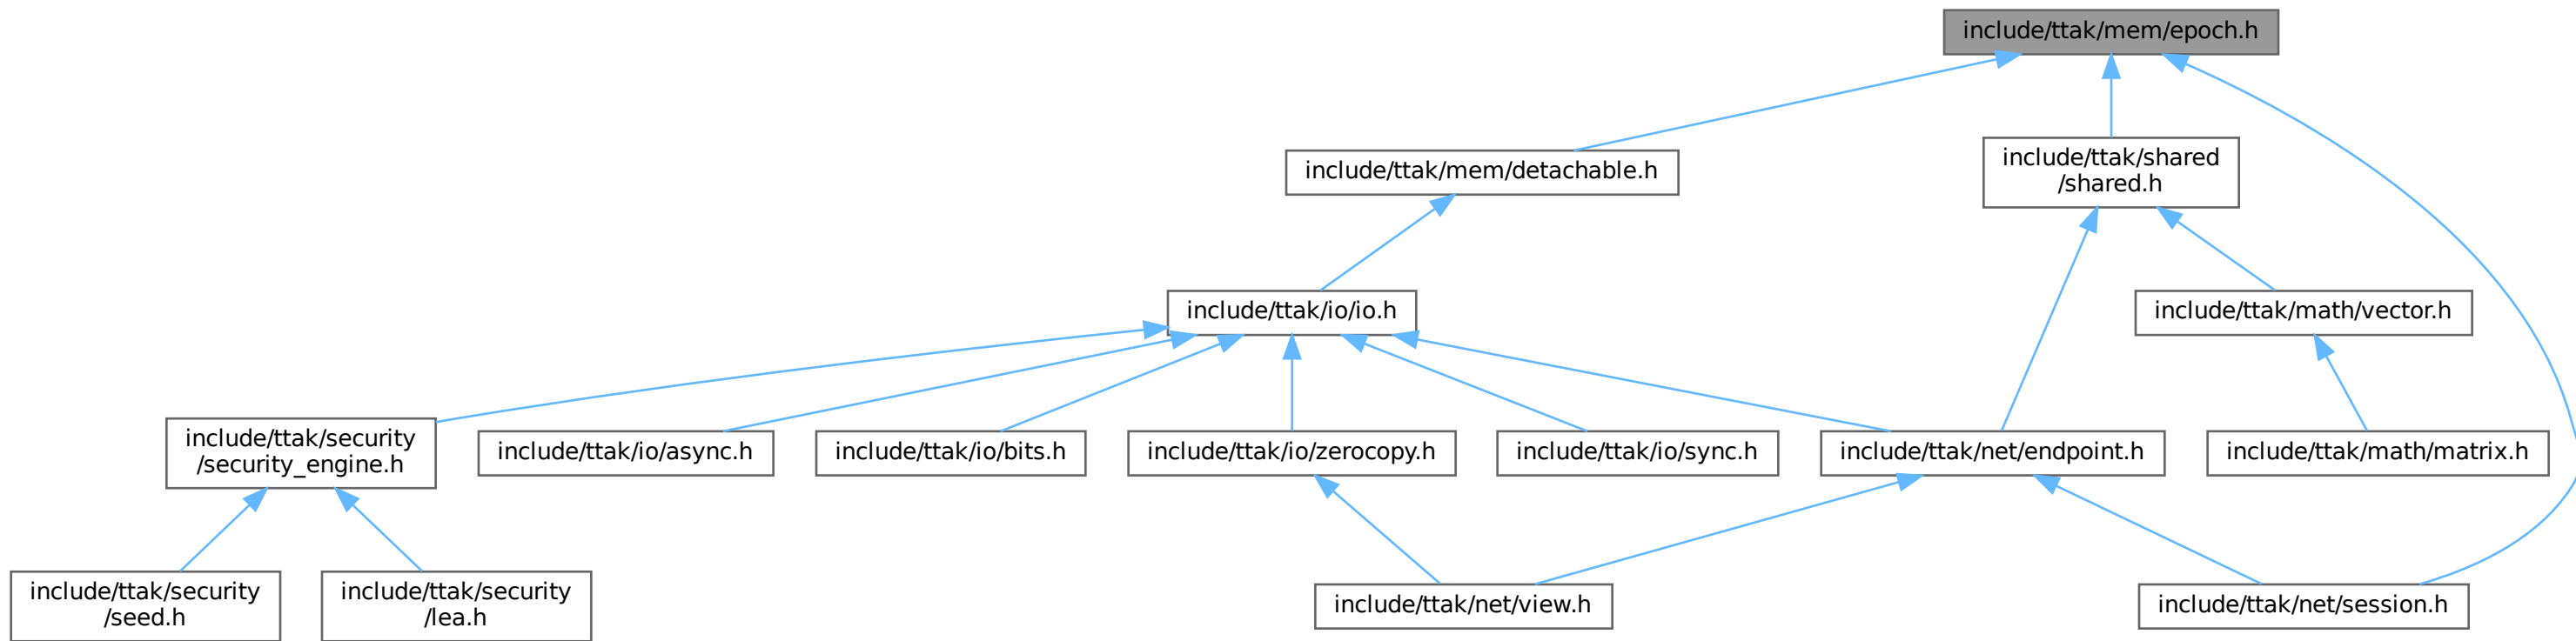 include/ttak/mem/epoch.h
include/ttak/mem/detachable.h
include/ttak/shared
/shared.h
include/ttak/io/io.h
include/ttak/math/vector.h
include/ttak/security
/security_engine.h
include/ttak/io/async.h
include/ttak/io/bits.h
include/ttak/io/zerocopy.h
include/ttak/io/sync.h
include/ttak/net/endpoint.h
include/ttak/math/matrix.h
include/ttak/security
/seed.h
include/ttak/security
/lea.h
include/ttak/net/view.h
include/ttak/net/session.h